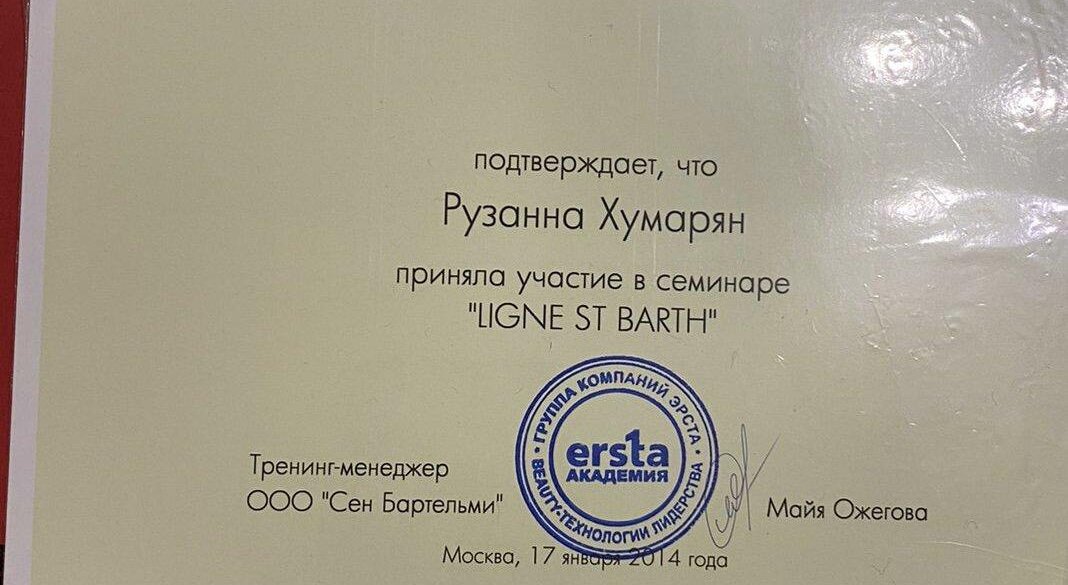 подтверждает, что
Рузанна Хумарян
приняла участие в семинаре
"LIGNE ST BARTH"
ГРУППА КОМПАНИЙ ЭРСТА
ersta
АКАДЕМИЯ
BEAUTY-ТЕХНОЛОГИИ ЛИДЕРСТВА
Тренинг-менеджер
ООО "Сен Бартельми"
Майя Ожегова
Москва, 17 января 2014 года